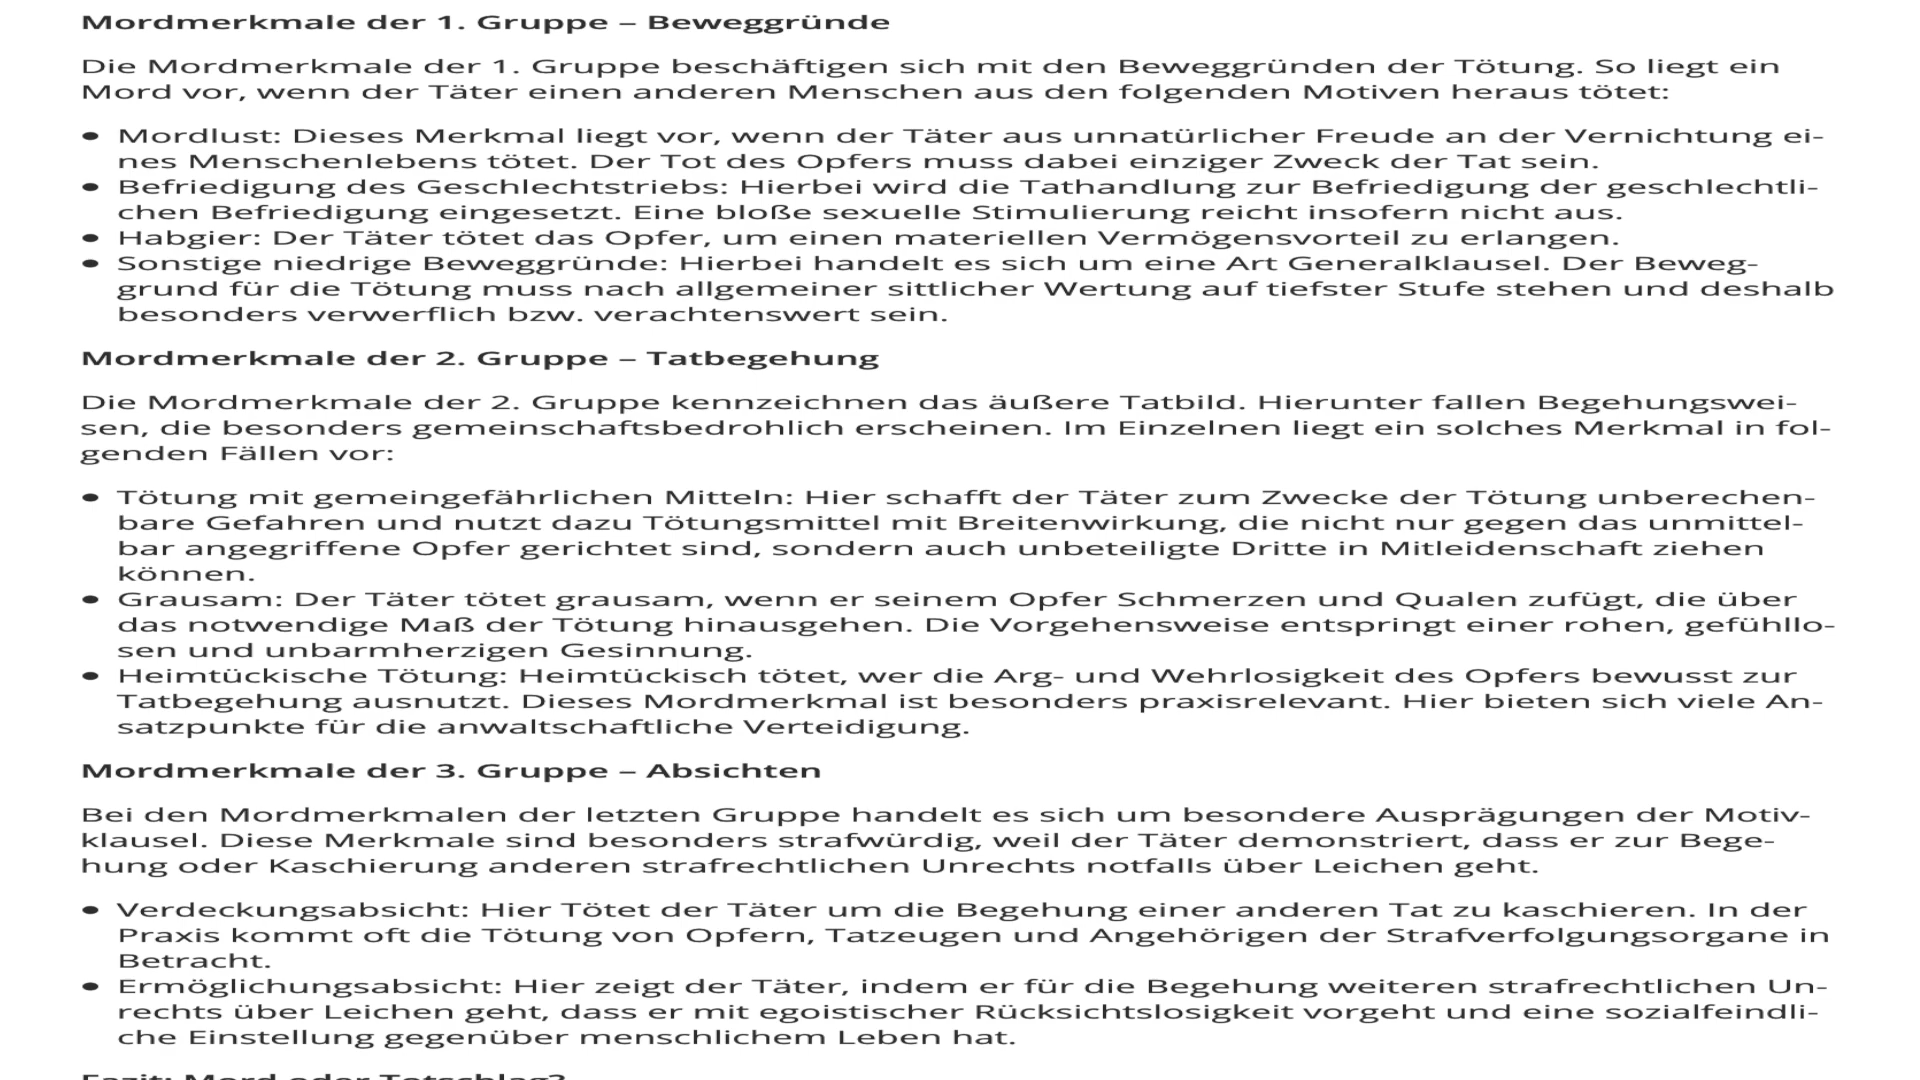 Mordmerkmale der 1. Gruppe – Beweggründe
Die Mordmerkmale der 1. Gruppe beschäftigen sich mit den Beweggründen der Tötung. So liegt ein
Mord vor, wenn der Täter einen anderen Menschen aus den folgenden Motiven heraus tötet:
● Mordlust: Dieses Merkmal liegt vor, wenn der Täter aus unnatürlicher Freude an der Vernichtung ei-
nes Menschenlebens tötet. Der Tot des Opfers muss dabei einziger Zweck der Tat sein.
● Befriedigung des Geschlechtstriebs: Hierbei wird die Tathandlung zur Befriedigung der geschlechtli-
chen Befriedigung eingesetzt. Eine bloße sexuelle Stimulierung reicht insofern nicht aus.
● Habgier: Der Täter tötet das Opfer, um einen materiellen Vermögensvorteil zu erlangen.
● Sonstige niedrige Beweggründe: Hierbei handelt es sich um eine Art Generalklausel. Der Beweg-
grund für die Tötung muss nach allgemeiner sittlicher Wertung auf tiefster Stufe stehen und deshalb
besonders verwerflich bzw. verachtenswert sein.
Mordmerkmale der 2. Gruppe – Tatbegehung
Die Mordmerkmale der 2. Gruppe kennzeichnen das äußere Tatbild. Hierunter fallen Begehungswei-
sen, die besonders gemeinschaftsbedrohlich erscheinen. Im Einzelnen liegt ein solches Merkmal in fol-
genden Fällen vor:
● Tötung mit gemeingefährlichen Mitteln: Hier schafft der Täter zum Zwecke der Tötung unberechen-
bare Gefahren und nutzt dazu Tötungsmittel mit Breitenwirkung, die nicht nur gegen das unmittel-
bar angegriffene Opfer gerichtet sind, sondern auch unbeteiligte Dritte in Mitleidenschaft ziehen
können.
● Grausam: Der Täter tötet grausam, wenn er seinem Opfer Schmerzen und Qualen zufügt, die über
das notwendige Maß der Tötung hinausgehen. Die Vorgehensweise entspringt einer rohen, gefühllo-
sen und unbarmherzigen Gesinnung.
● Heimtückische Tötung: Heimtückisch tötet, wer die Arg- und Wehrlosigkeit des Opfers bewusst zur
Tatbegehung ausnutzt. Dieses Mordmerkmal ist besonders praxisrelevant. Hier bieten sich viele An-
satzpunkte für die anwaltschaftliche Verteidigung.
Mordmerkmale der 3. Gruppe – Absichten
Bei den Mordmerkmalen der letzten Gruppe handelt es sich um besondere Ausprägungen der Motiv-
klausel. Diese Merkmale sind besonders strafwürdig, weil der Täter demonstriert, dass er zur Bege-
hung oder Kaschierung anderen strafrechtlichen Unrechts notfalls über Leichen geht.
● Verdeckungsabsicht: Hier Tötet der Täter um die Begehung einer anderen Tat zu kaschieren. In der
Praxis kommt oft die Tötung von Opfern, Tatzeugen und Angehörigen der Strafverfolgungsorgane in
Betracht.
● Ermöglichungsabsicht: Hier zeigt der Täter, indem er für die Begehung weiteren strafrechtlichen Un-
rechts über Leichen geht, dass er mit egoistischer Rücksichtslosigkeit vorgeht und eine sozialfeindli-
che Einstellung gegenüber menschlichem Leben hat.
Fazit: Mord oder Totschlag?